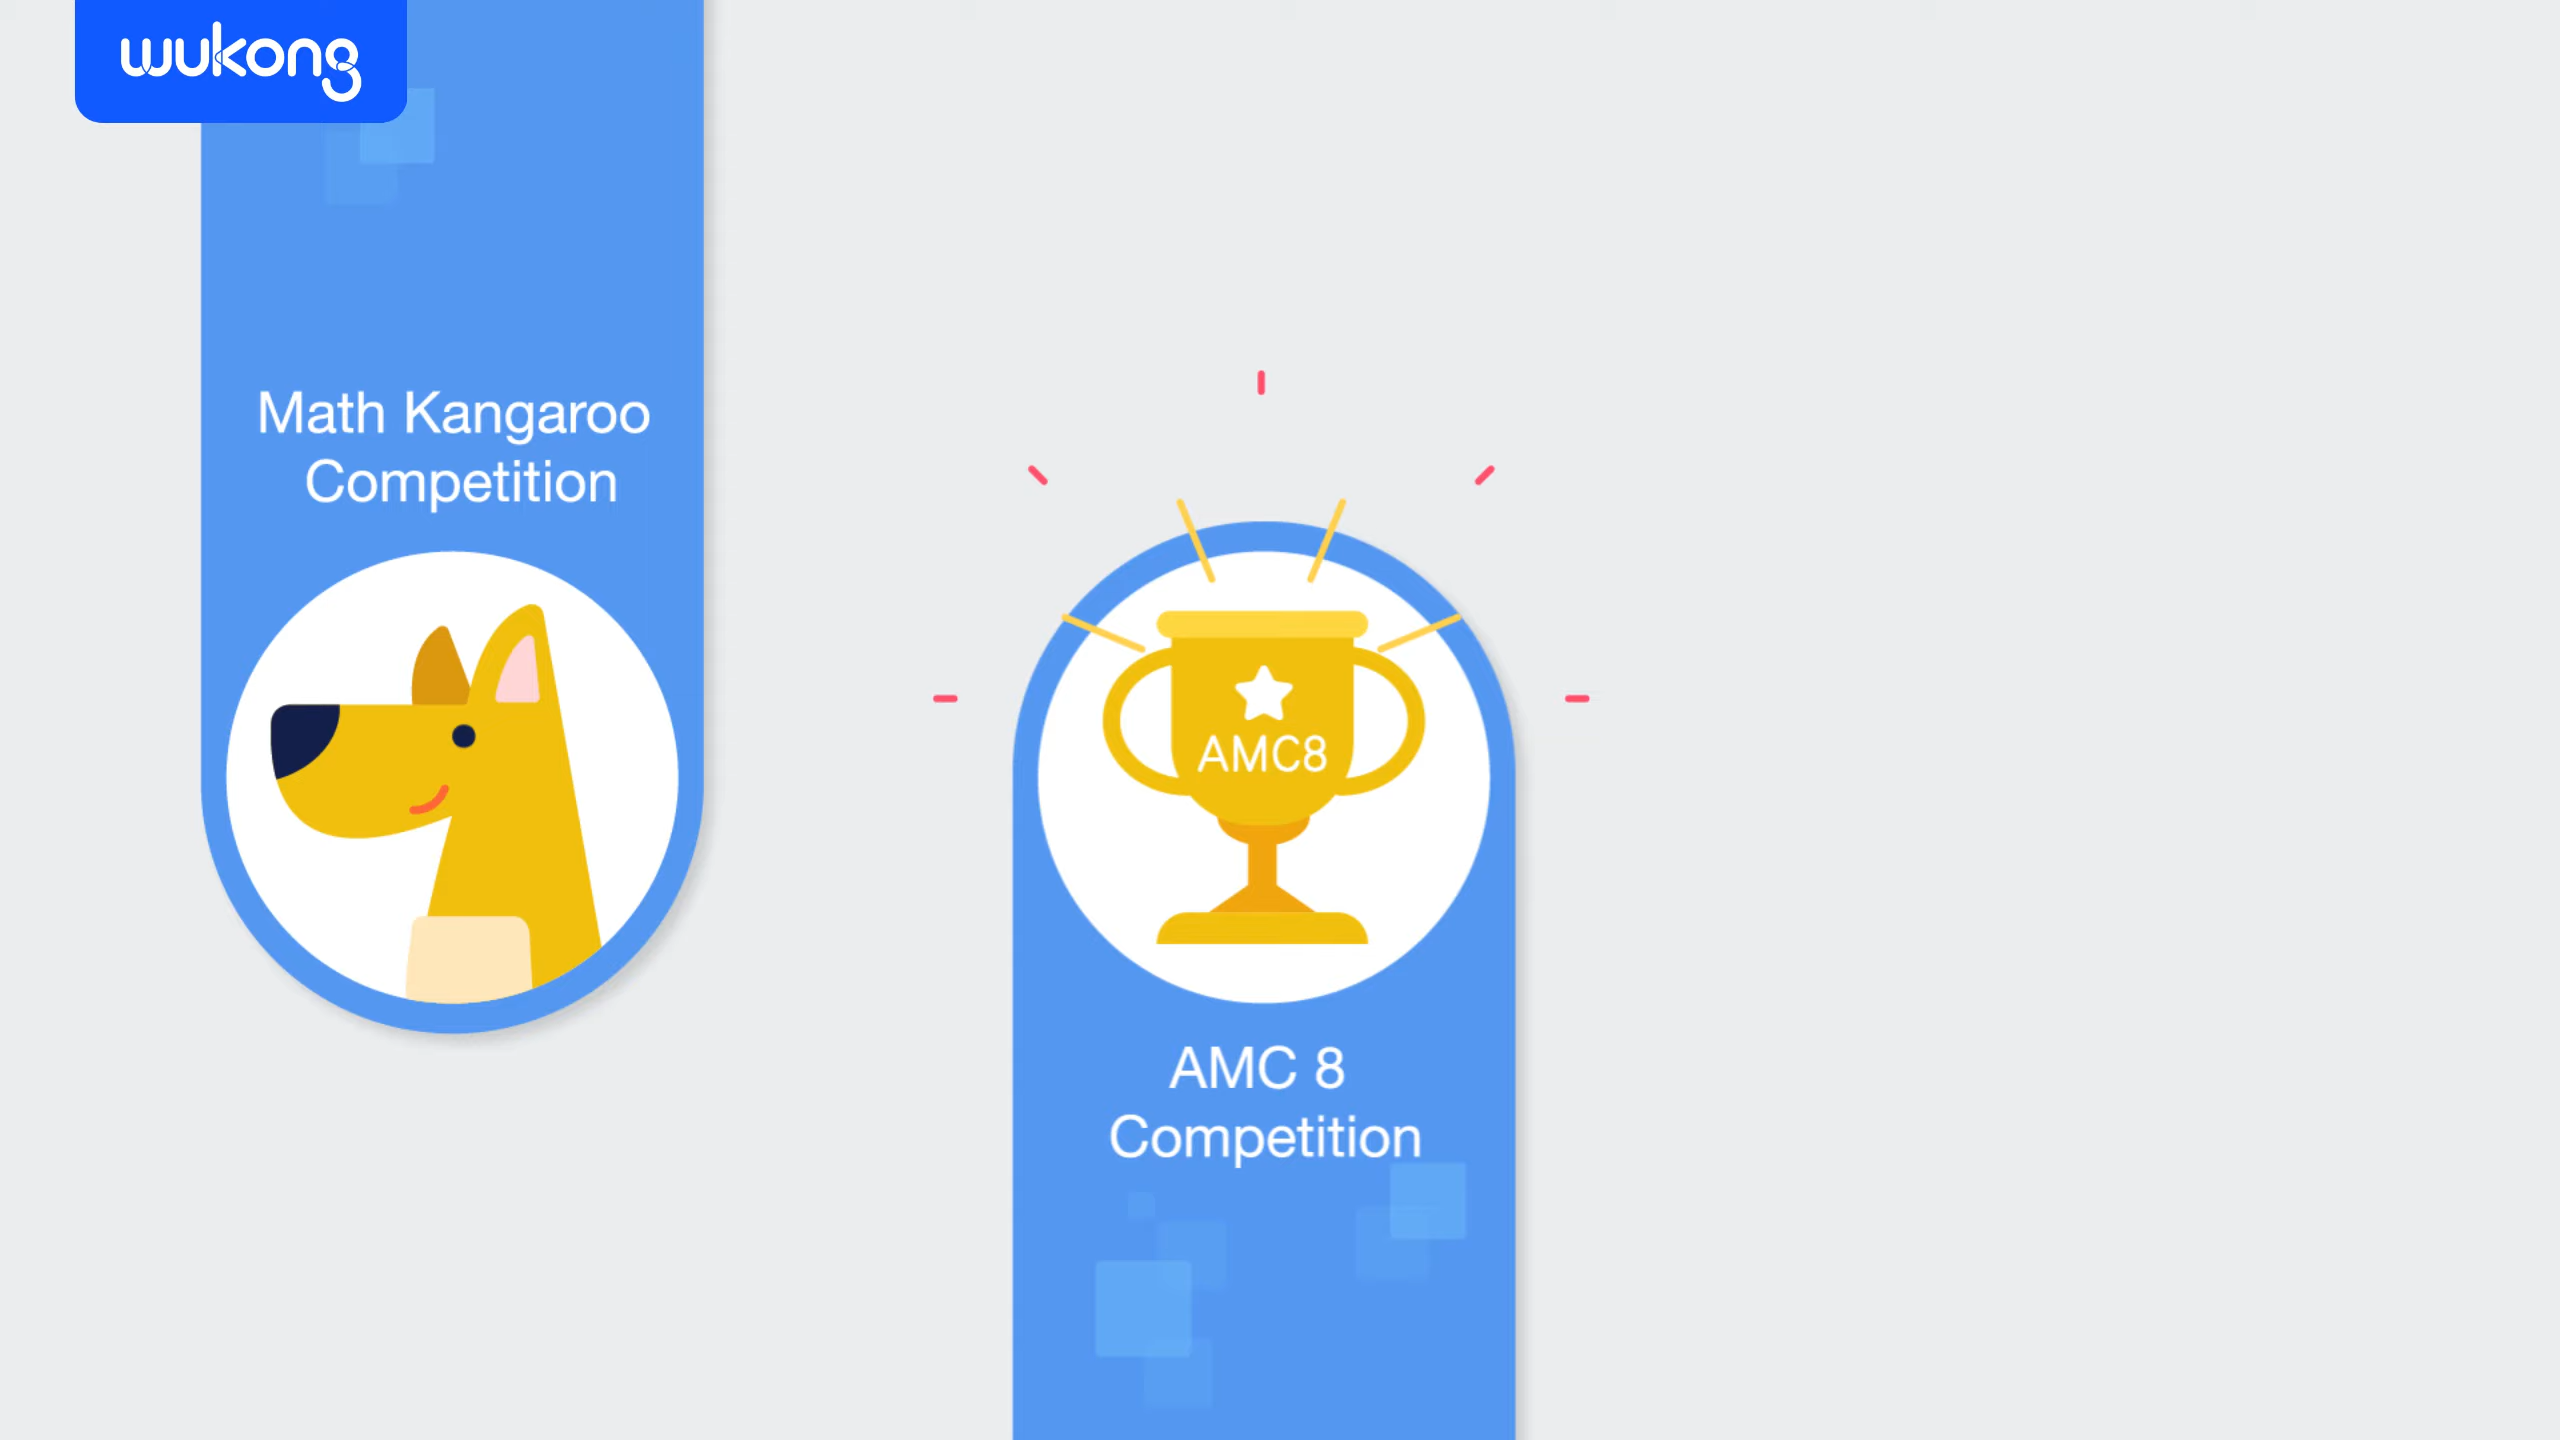 wukong
Math Kangaroo
Competition
AMC8
AMC 8
Competition